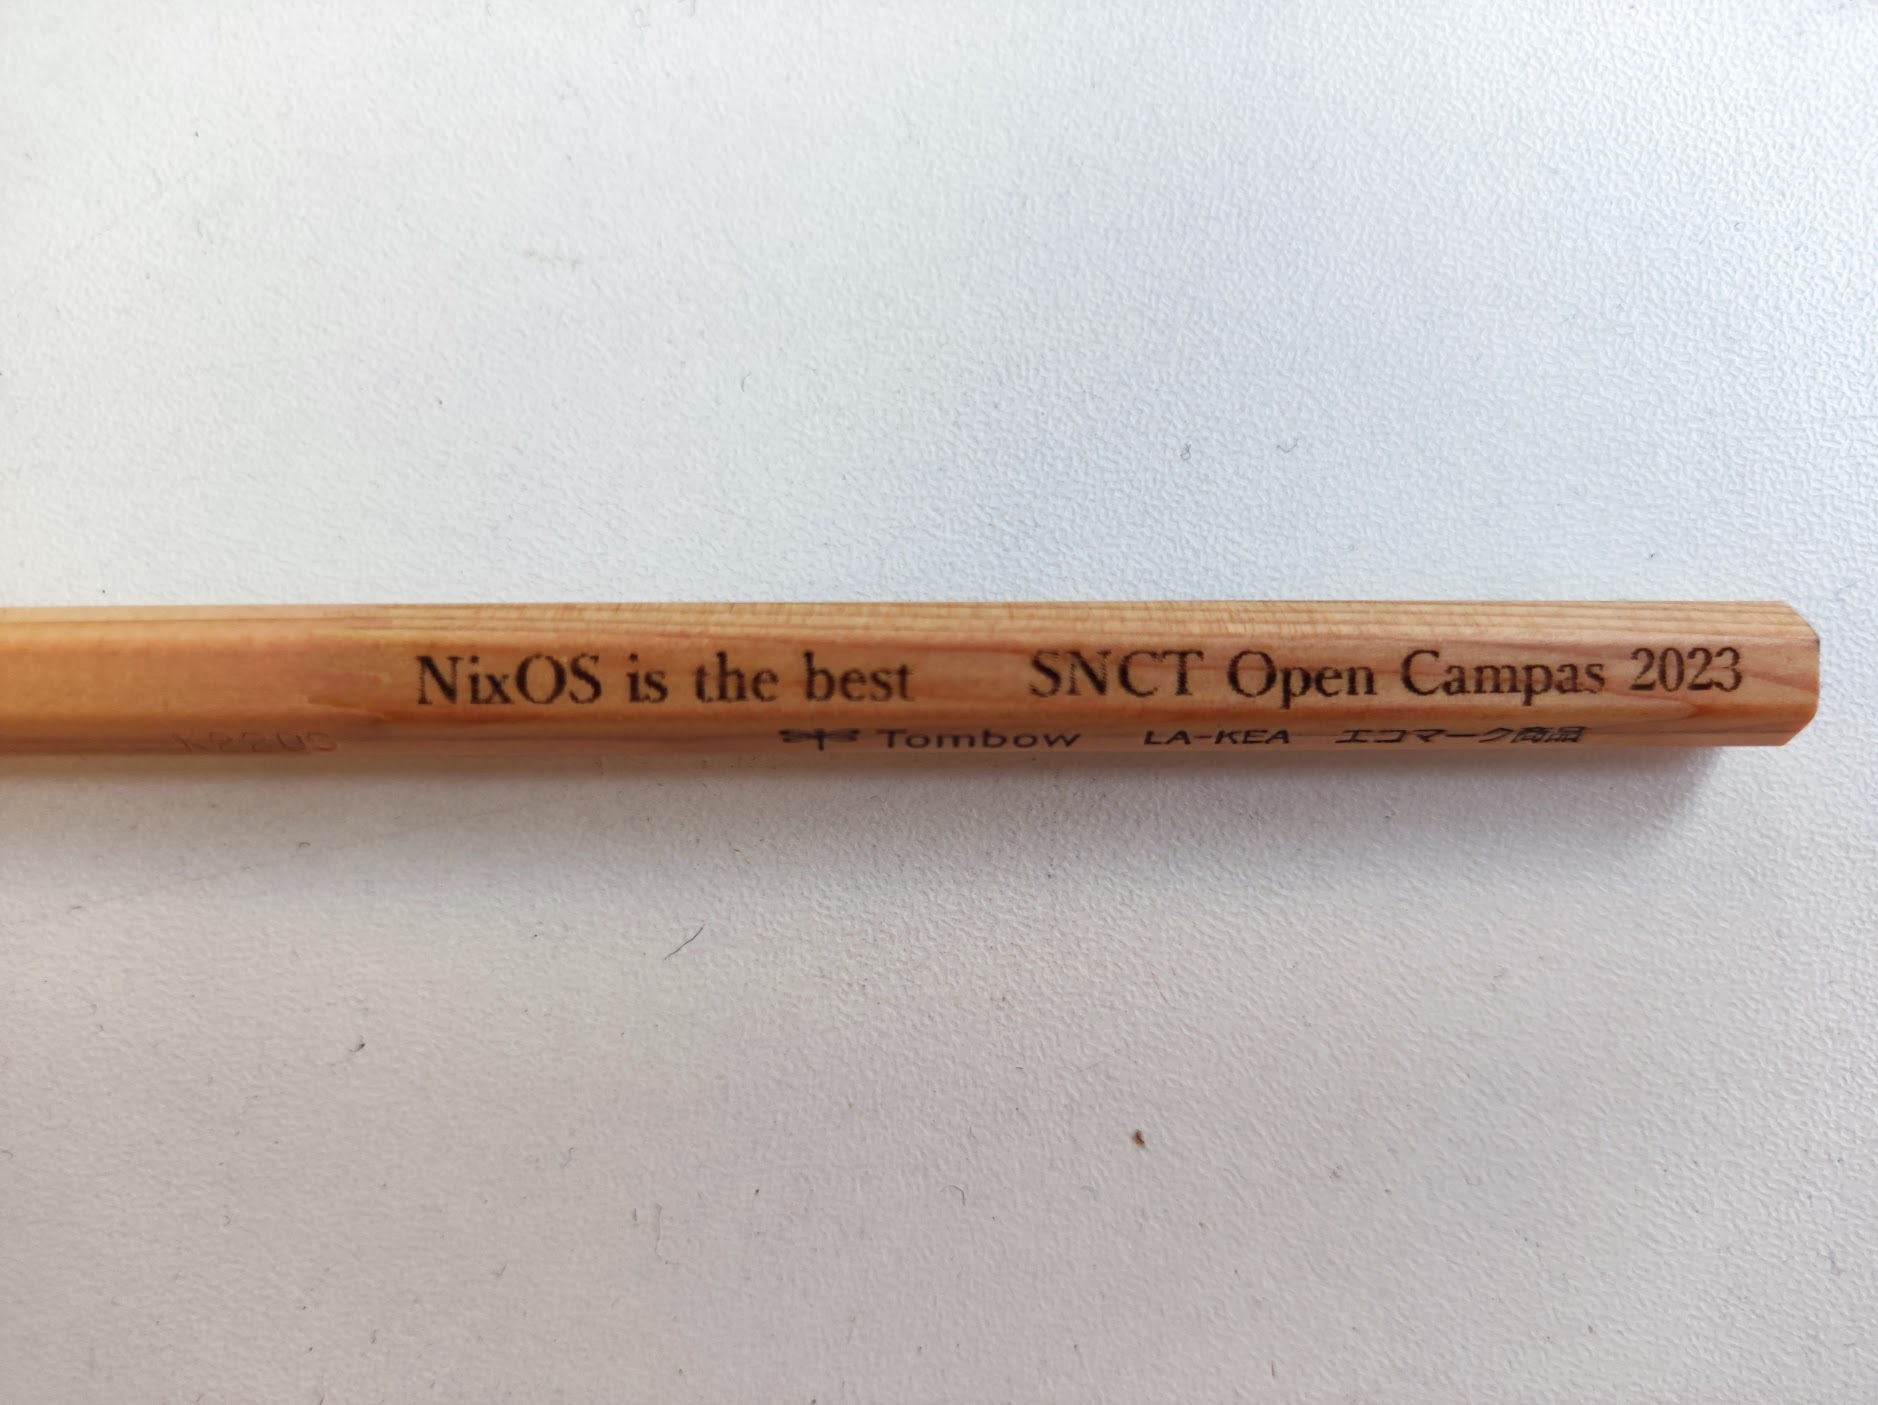 NixOS is the best SNCT Open Campas 2023
Tombow LA-KEA エコマーク商品